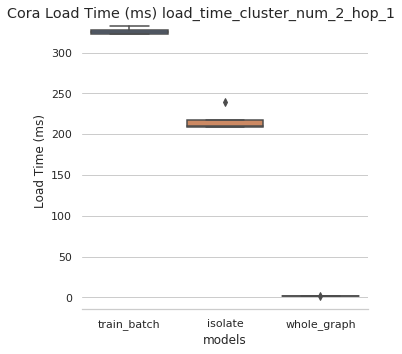 Cora Load Time (ms) load_time_cluster_num_2_hop_1
300
250
200
150
100
50
0
Load Time (ms)
train_batch
isolate
whole_graph
models